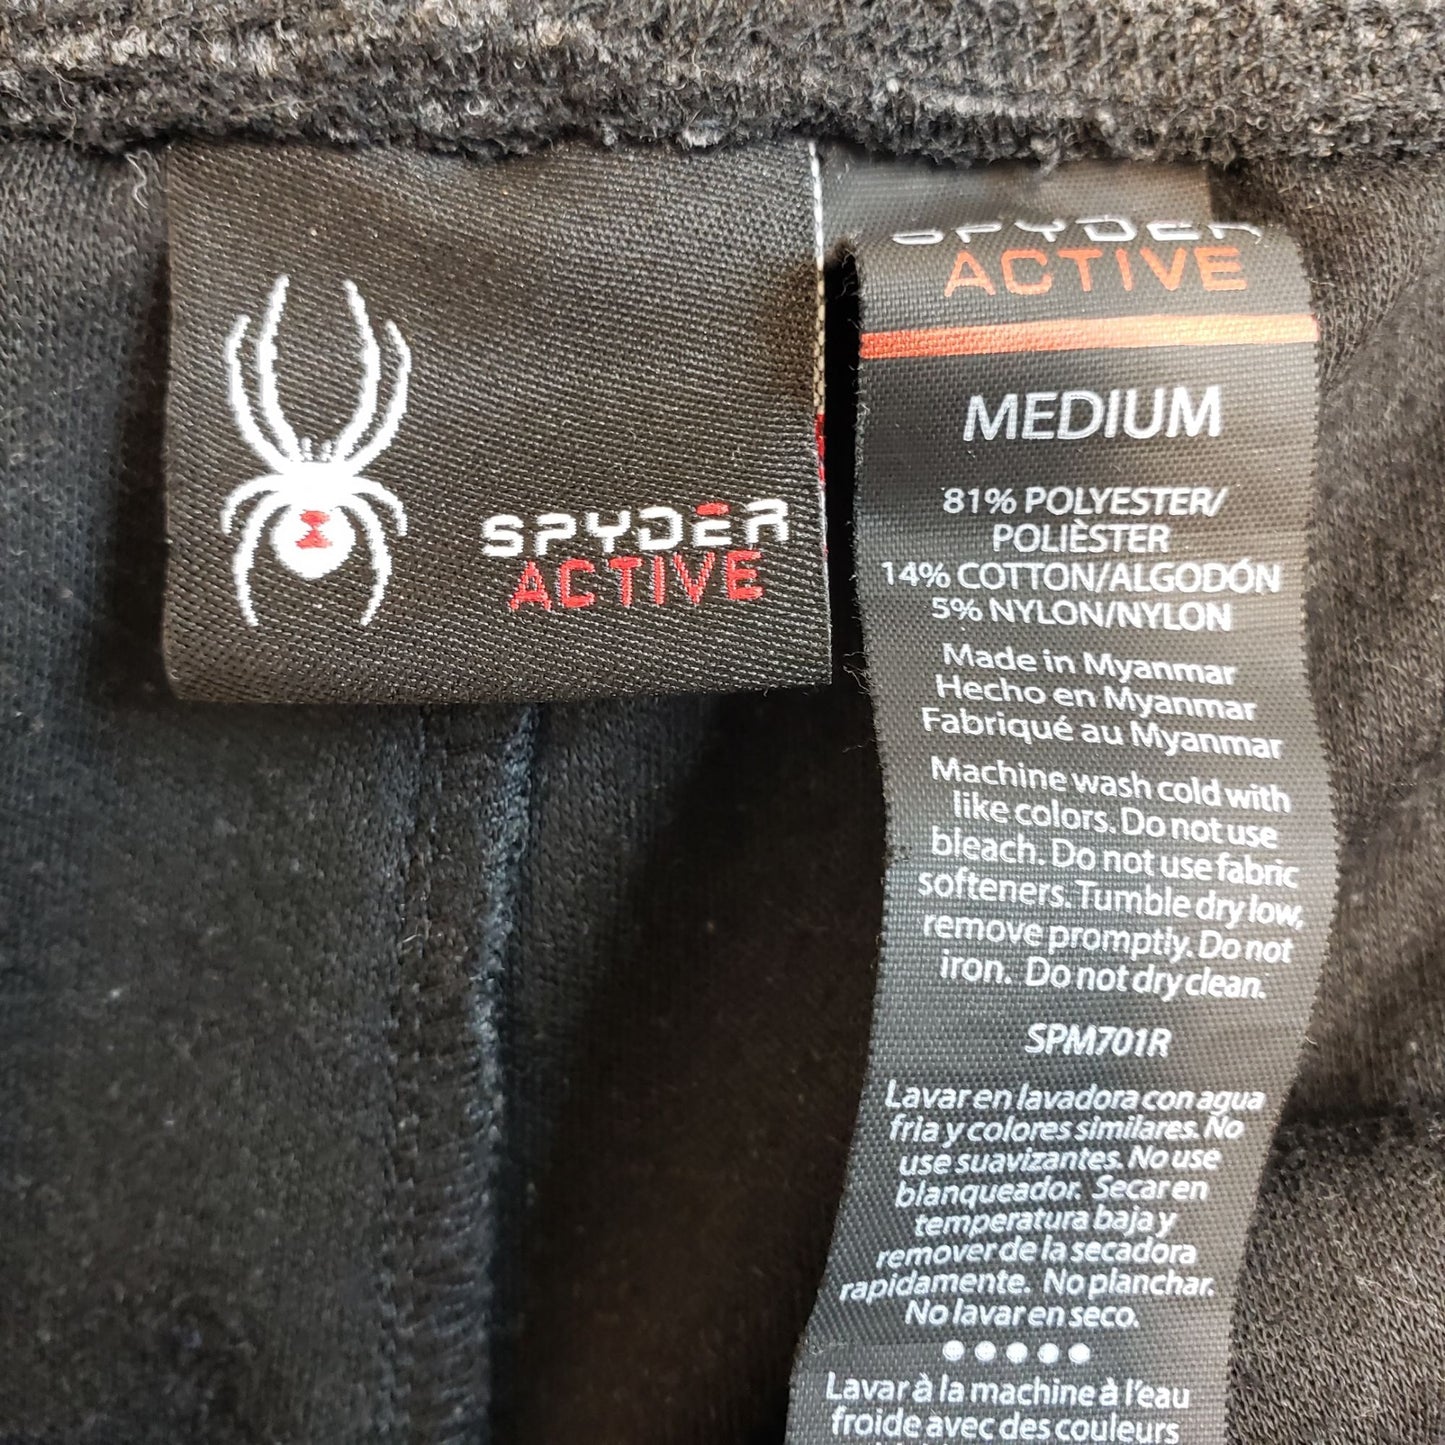 SPYDER
ACTIVE
SPYDER
ACTIVE
MEDIUM
81% POLYESTER/
POLIÈSTER
14% COTTON/ALGODÓN
5% NYLON/NYLON
Made in Myanmar
Hecho en Myanmar
Fabriqué au Myanmar
Machine wash cold with
like colors. Do not use
bleach. Do not use fabric
softeners. Tumble dry low,
remove promptly. Do not
iron. Do not dry clean.
SPM701R
Lavar en lavadora con agua
fria y colores similares. No
use suavizantes. No use
blanqueador. Secar en
temperatura baja y
remover de la secadora
rapidamente. No planchar.
No lavar en seco.
Lavar à la machine à l'eau
froide avec des couleurs